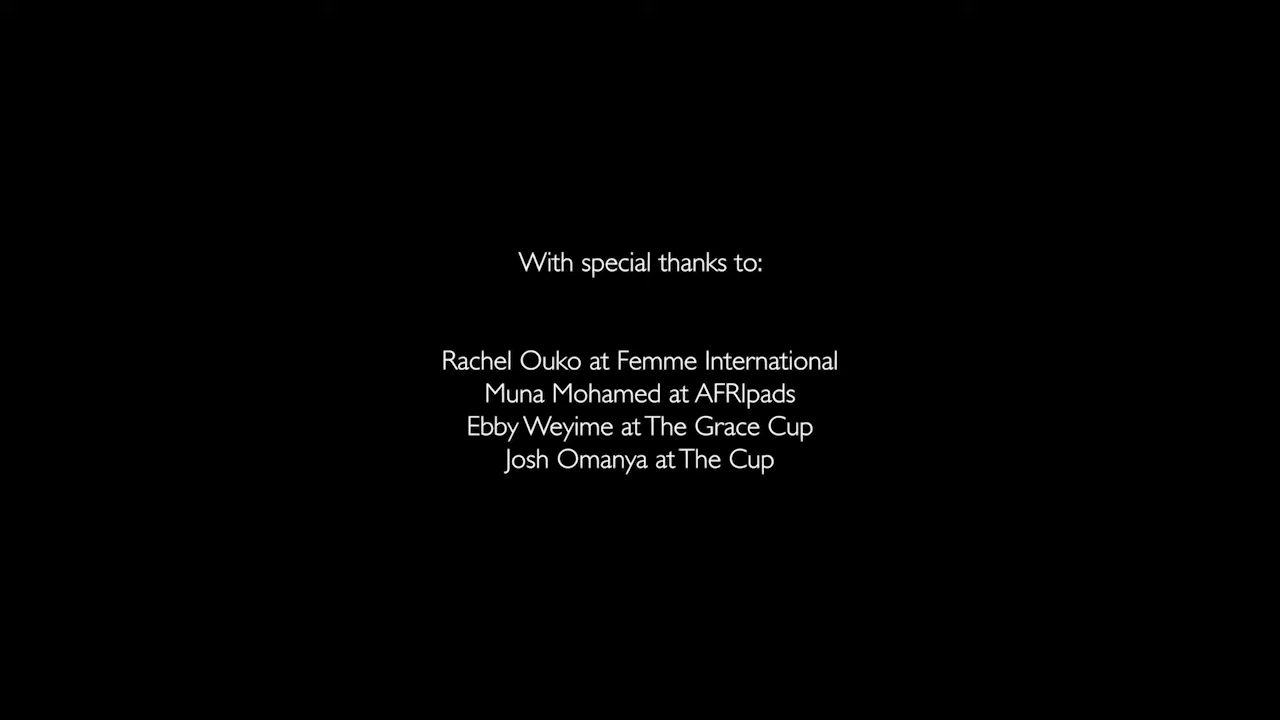 With special thanks to:
Rachel Ouko at Femme International
Muna Mohamed at AFRIpads
Ebby Weyime at The Grace Cup
Josh Omanya at The Cup